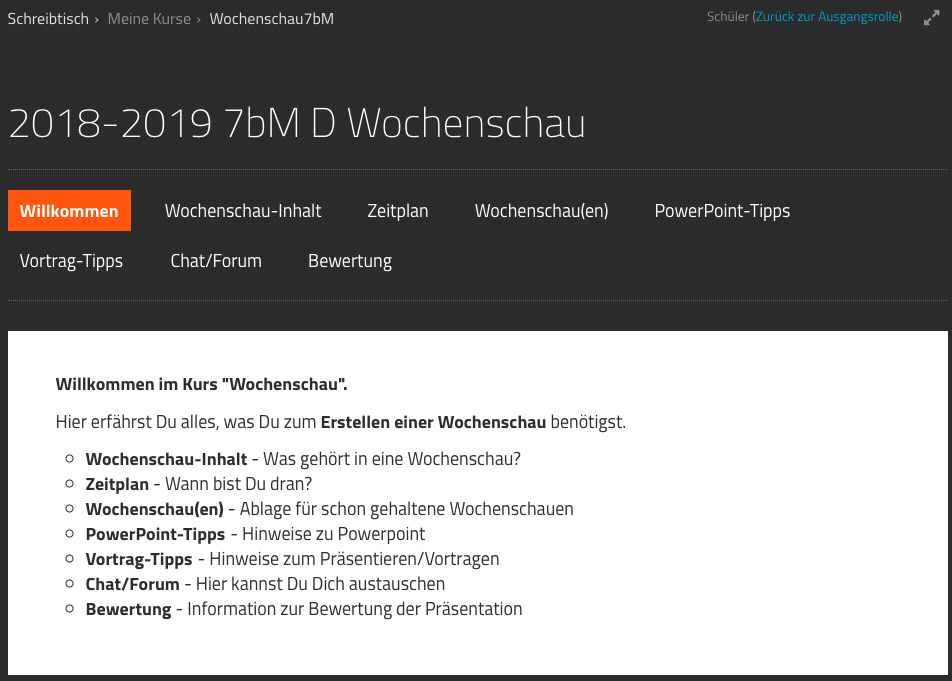 Schreibtisch › Meine Kurse › Wochenschau7bM
Schüler (Zurück zur Ausgangsrolle)
2018-2019 7bM D Wochenschau
Willkommen Wochenschau-Inhalt Zeitplan Wochenschau(en) PowerPoint-Tipps
Vortrag-Tipps Chat/Forum Bewertung
Willkommen im Kurs "Wochenschau".
Hier erfährst Du alles, was Du zum Erstellen einer Wochenschau benötigst.
Wochenschau-Inhalt - Was gehört in eine Wochenschau?
Zeitplan - Wann bist Du dran?
Wochenschau(en) - Ablage für schon gehaltene Wochenschauen
PowerPoint-Tipps - Hinweise zu Powerpoint
Vortrag-Tipps - Hinweise zum Präsentieren/Vortragen
Chat/Forum - Hier kannst Du Dich austauschen
Bewertung - Information zur Bewertung der Präsentation